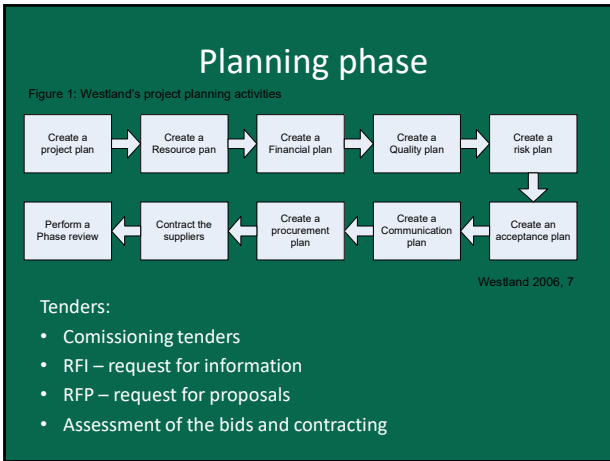 Planning phase
Figure 1: Westland's project planning activities
Create a
project plan
Create a
Resource pan
Create a
Financial plan
Create a
Quality plan
Create a
risk plan
Perform a
Phase review
Contract the
suppliers
Create a
procurement
plan
Create a
Communication
plan
Create an
acceptance plan
Westland 2006, 7
Tenders:
• Comissioning tenders
• RFI – request for information
• RFP – request for proposals
• Assessment of the bids and contracting